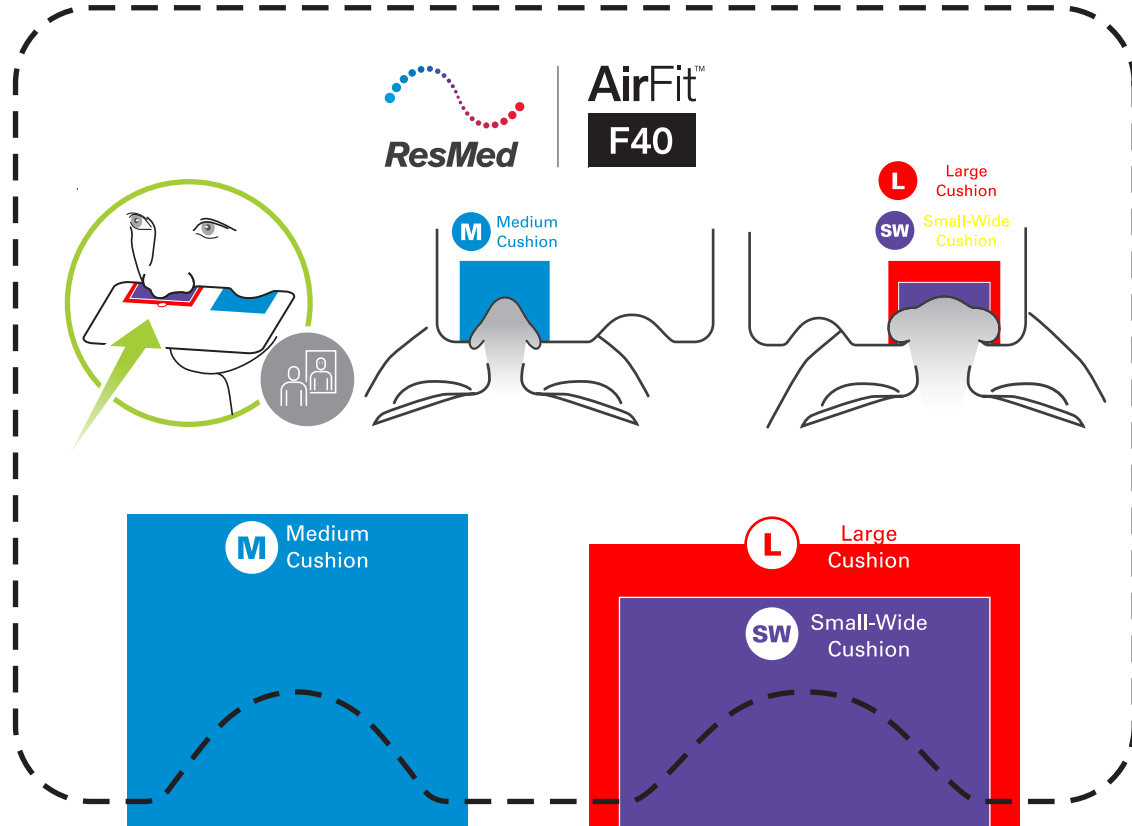 ResMed
AirFit™
F40
L Large
Cushion
M Medium
Cushion
SW Small-Wide
Cushion
M Medium
Cushion
L Large
Cushion
SW Small-Wide
Cushion